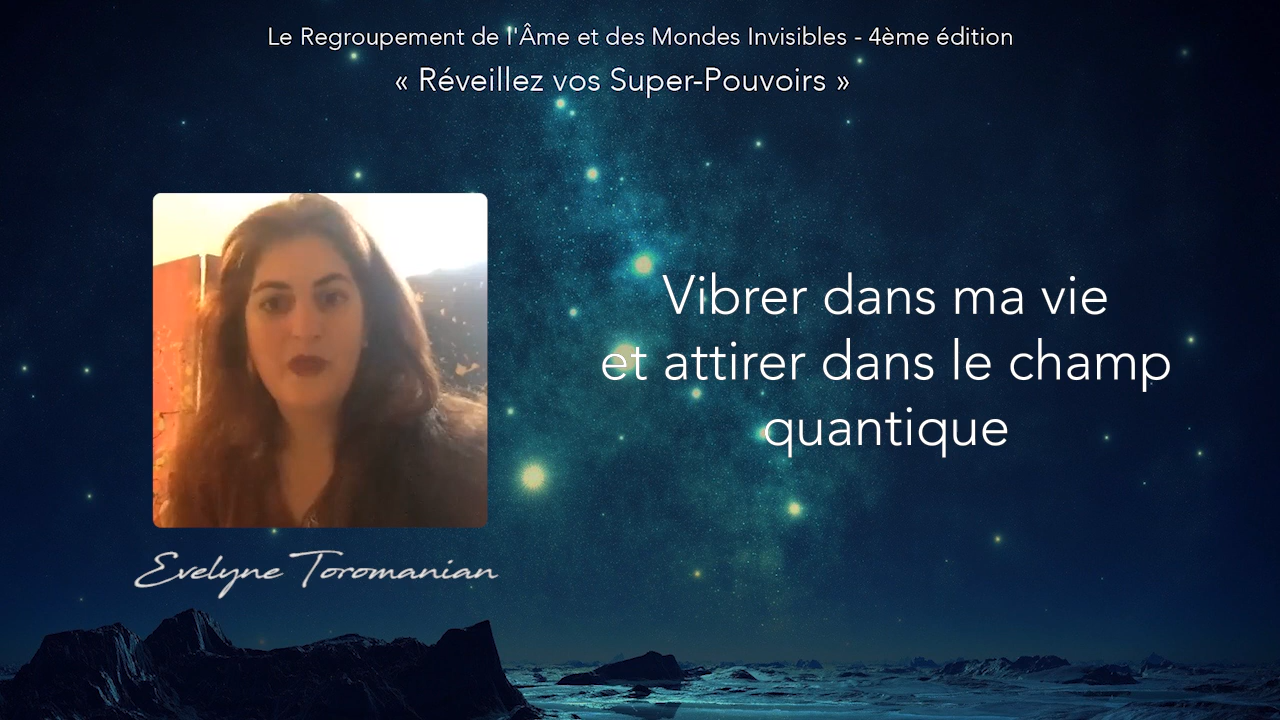 Le Regroupement de l'Âme et des Mondes Invisibles - 4ème édition
« Réveillez vos Super-Pouvoirs »
Vibrer dans ma vie
et attirer dans le champ
quantique
Evelyne Toromanian